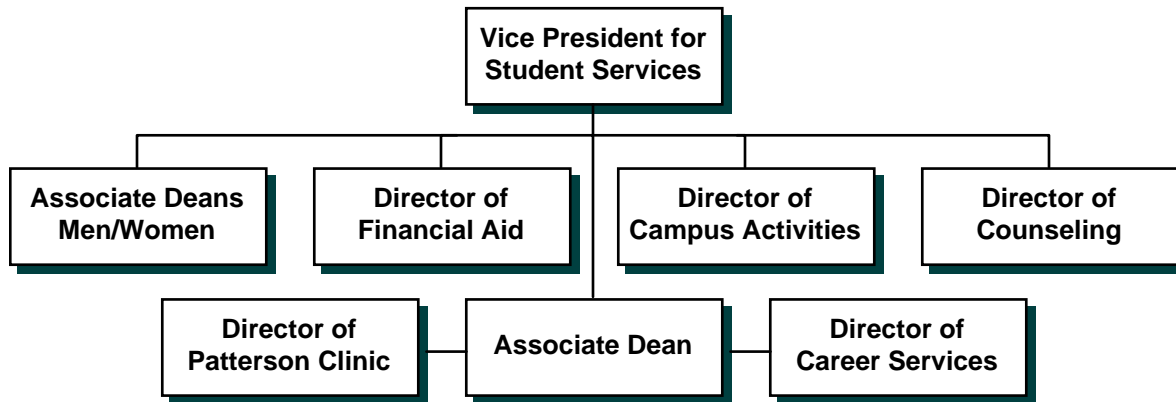 Vice President for
Student Services
Associate Deans
Men/Women
Director of
Financial Aid
Director of
Campus Activities
Director of
Counseling
Director of
Patterson Clinic
Associate Dean
Director of
Career Services